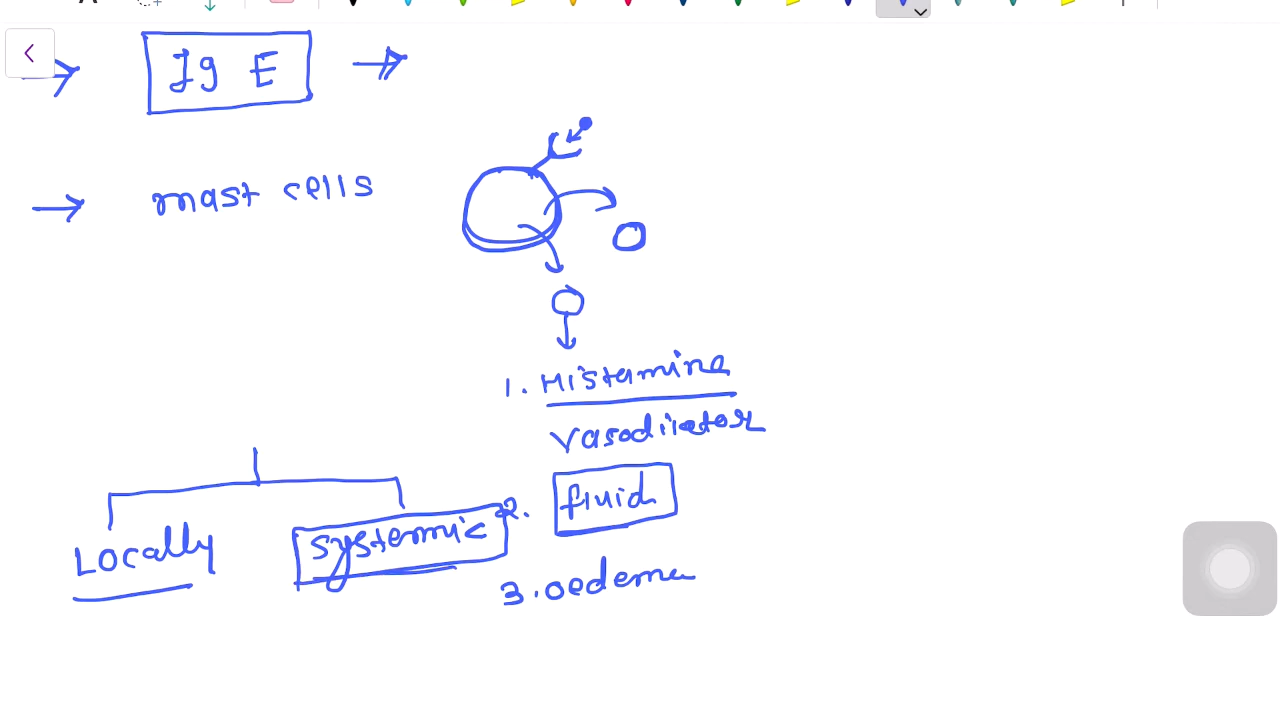 Ig E
mast cells
1. Histamine
vasodilator
2. fluid
Locally
systemic
3. oedema